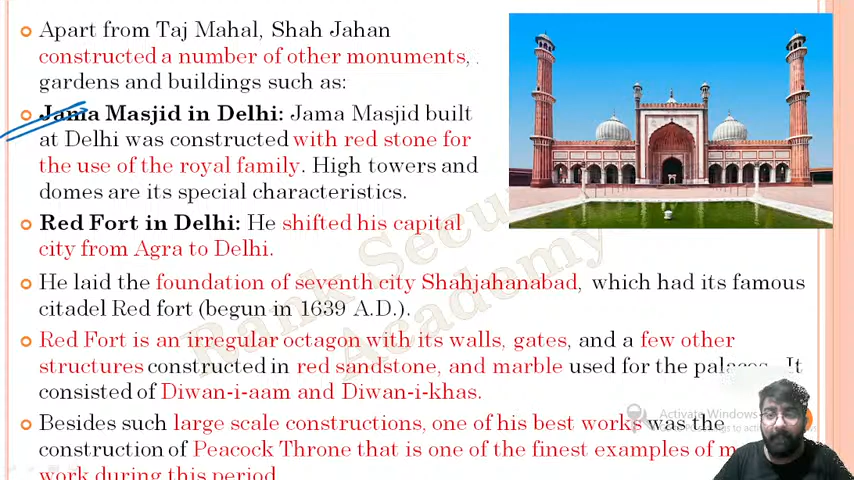 Apart from Taj Mahal, Shah Jahan
constructed a number of other monuments,
gardens and buildings such as:
Jama Masjid in Delhi: Jama Masjid built
at Delhi was constructed with red stone for
the use of the royal family. High towers and
domes are its special characteristics.
Red Fort in Delhi: He shifted his capital
city from Agra to Delhi.
He laid the foundation of seventh city Shahjahanabad, which had its famous
citadel Red fort (begun in 1639 A.D.).
Red Fort is an irregular octagon with its walls, gates, and a few other
structures constructed in red sandstone, and marble used for the palaces. It
consisted of Diwan-i-aam and Diwan-i-khas.
Besides such large scale constructions, one of his best works was the
construction of Peacock Throne that is one of the finest examples of
work during this period
Rank Secure
Academy
Activate Windows
to